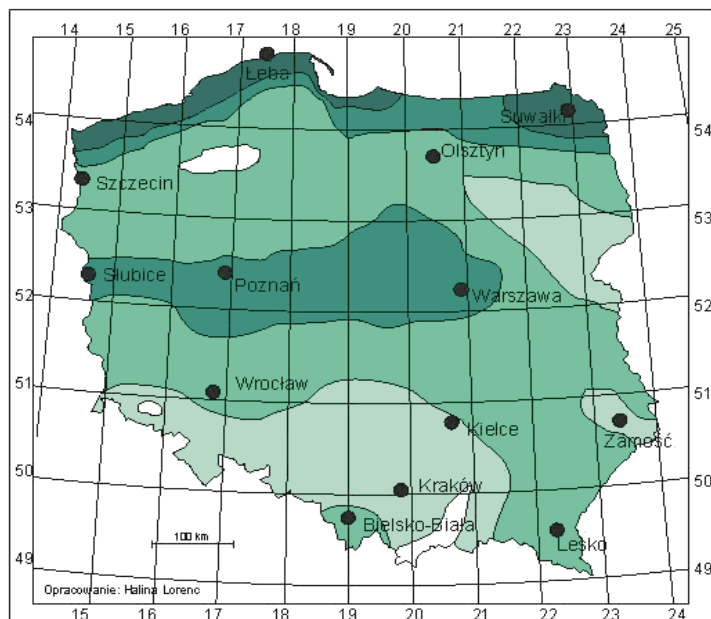 14 15 16 17 18 19 20 21 22 23 24 25
Łeba
54
Suwałki
54
Olsztyn
Szczecin
53
53
Słubice
Poznań
Warszawa
52
52
Wrocław
51
51
Kielce
Zamość
50
50
Kraków
Bielsko-Biała
Lesko
100 km
49
49
Opracowanie: Halina Lorenc
15 16 17 18 19 20 21 22 23 24